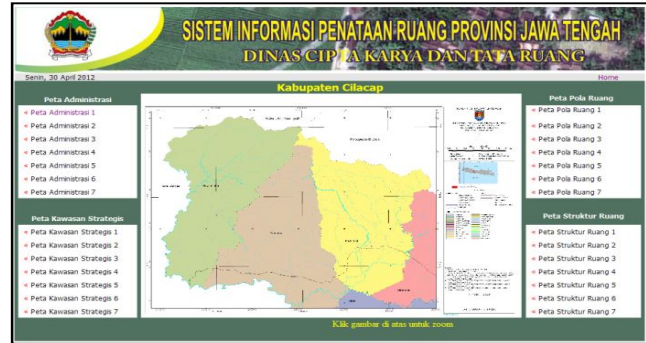 SISTEM INFORMASI PENATAAN RUANG PROVINSI JAWA TENGAH
DINAS CIPTA KARYA DAN TATA RUANG
Senin, 30 April 2012
Home
Kabupaten Cilacap
Peta Administrasi
Peta Administrasi 1
Peta Administrasi 2
Peta Administrasi 3
Peta Administrasi 4
Peta Administrasi 5
Peta Administrasi 6
Peta Administrasi 7
Peta Kawasan Strategis
Peta Kawasan Strategis 1
Peta Kawasan Strategis 2
Peta Kawasan Strategis 3
Peta Kawasan Strategis 4
Peta Kawasan Strategis 5
Peta Kawasan Strategis 6
Peta Kawasan Strategis 7
Klik gambar di atas untuk zoom
Peta Pola Ruang
Peta Pola Ruang 1
Peta Pola Ruang 2
Peta Pola Ruang 3
Peta Pola Ruang 4
Peta Pola Ruang 5
Peta Pola Ruang 6
Peta Pola Ruang 7
Peta Struktur Ruang
Peta Struktur Ruang 1
Peta Struktur Ruang 2
Peta Struktur Ruang 3
Peta Struktur Ruang 4
Peta Struktur Ruang 5
Peta Struktur Ruang 6
Peta Struktur Ruang 7